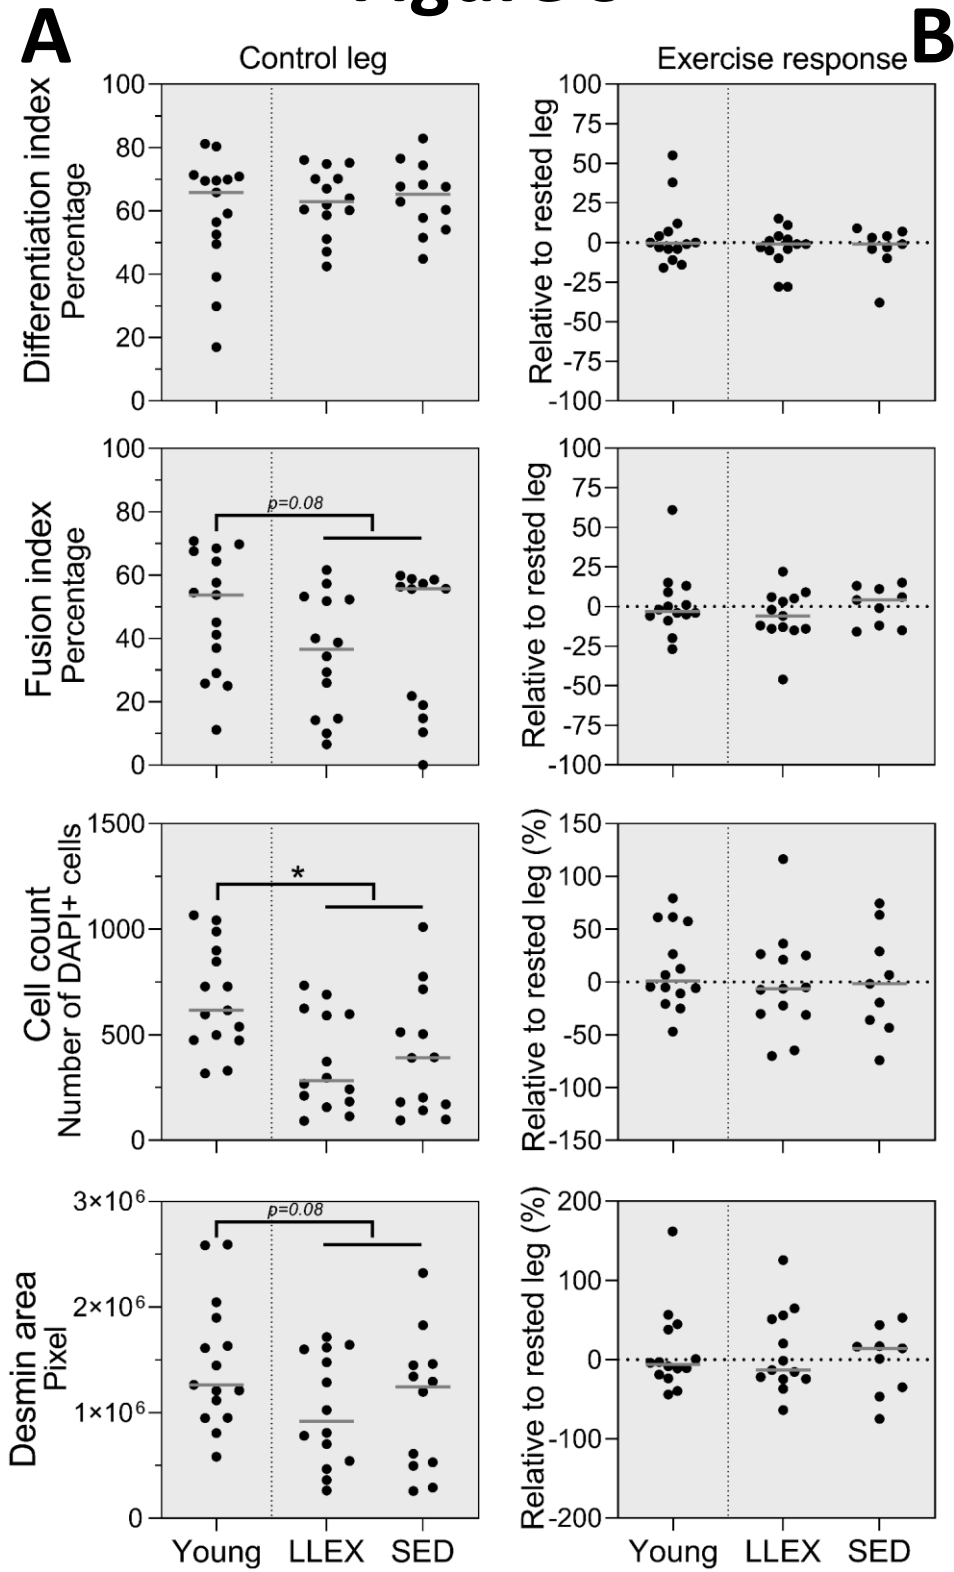 A
B
Control leg
Exercise response
Differentiation index
Percentage
100
80
60
40
20
0
Relative to rested leg
100
75
50
25
0
-25
-50
-75
-100
Fusion index
Percentage
100
80
60
40
20
0
p=0.08
Relative to rested leg
100
75
50
25
0
-25
-50
-75
-100
Cell count
Number of DAPI+ cells
1500
1000
500
0
*
Relative to rested leg (%)
150
100
50
0
-50
-100
-150
Desmin area
Pixel
3×10⁶
2×10⁶
1×10⁶
0
p=0.08
Relative to rested leg (%)
200
100
0
-100
-200
Young LLEX SED
Young LLEX SED